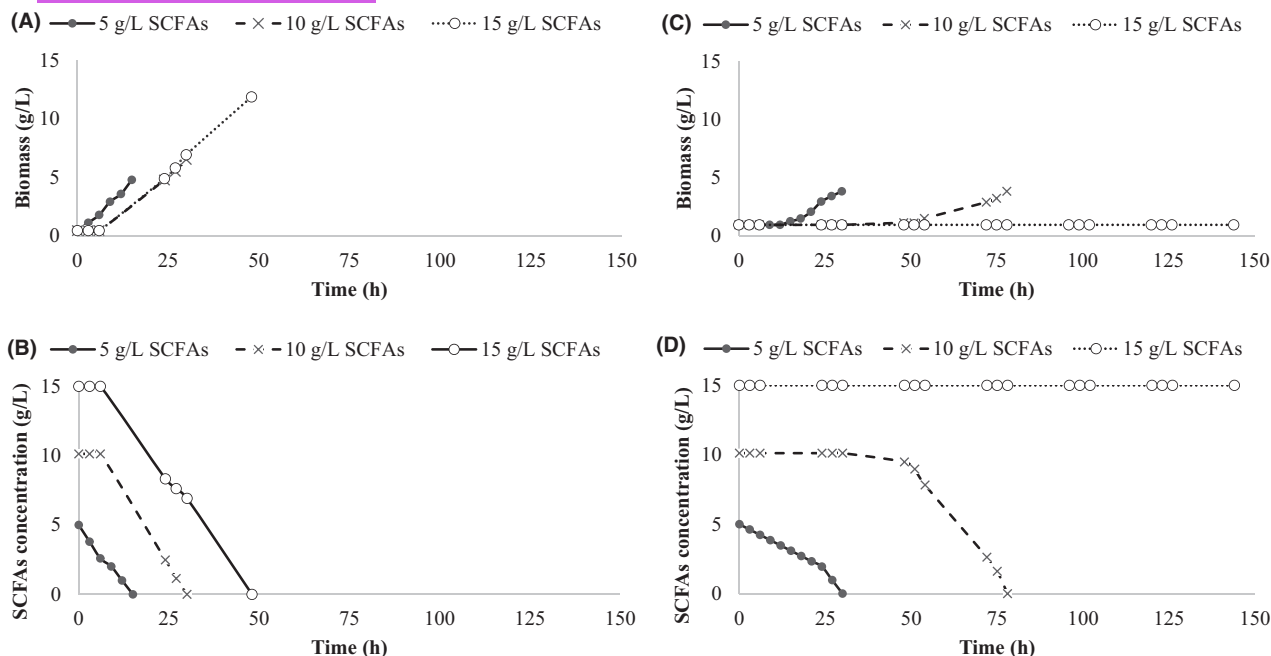 (A) 5 g/L SCFAs 10 g/L SCFAs 15 g/L SCFAs
15
10
5
0
Biomass (g/L)
0 25 50 75 100 125 150
Time (h)
(C) 5 g/L SCFAs 10 g/L SCFAs 15 g/L SCFAs
15
10
5
0
Biomass (g/L)
0 25 50 75 100 125 150
Time (h)
(B) 5 g/L SCFAs 10 g/L SCFAs 15 g/L SCFAs
15
10
5
0
SCFAs concentration (g/L)
0 25 50 75 100 125 150
Time (h)
(D) 5 g/L SCFAs 10 g/L SCFAs 15 g/L SCFAs
15
10
5
0
SCFAs concentration (g/L)
0 25 50 75 100 125 150
Time (h)